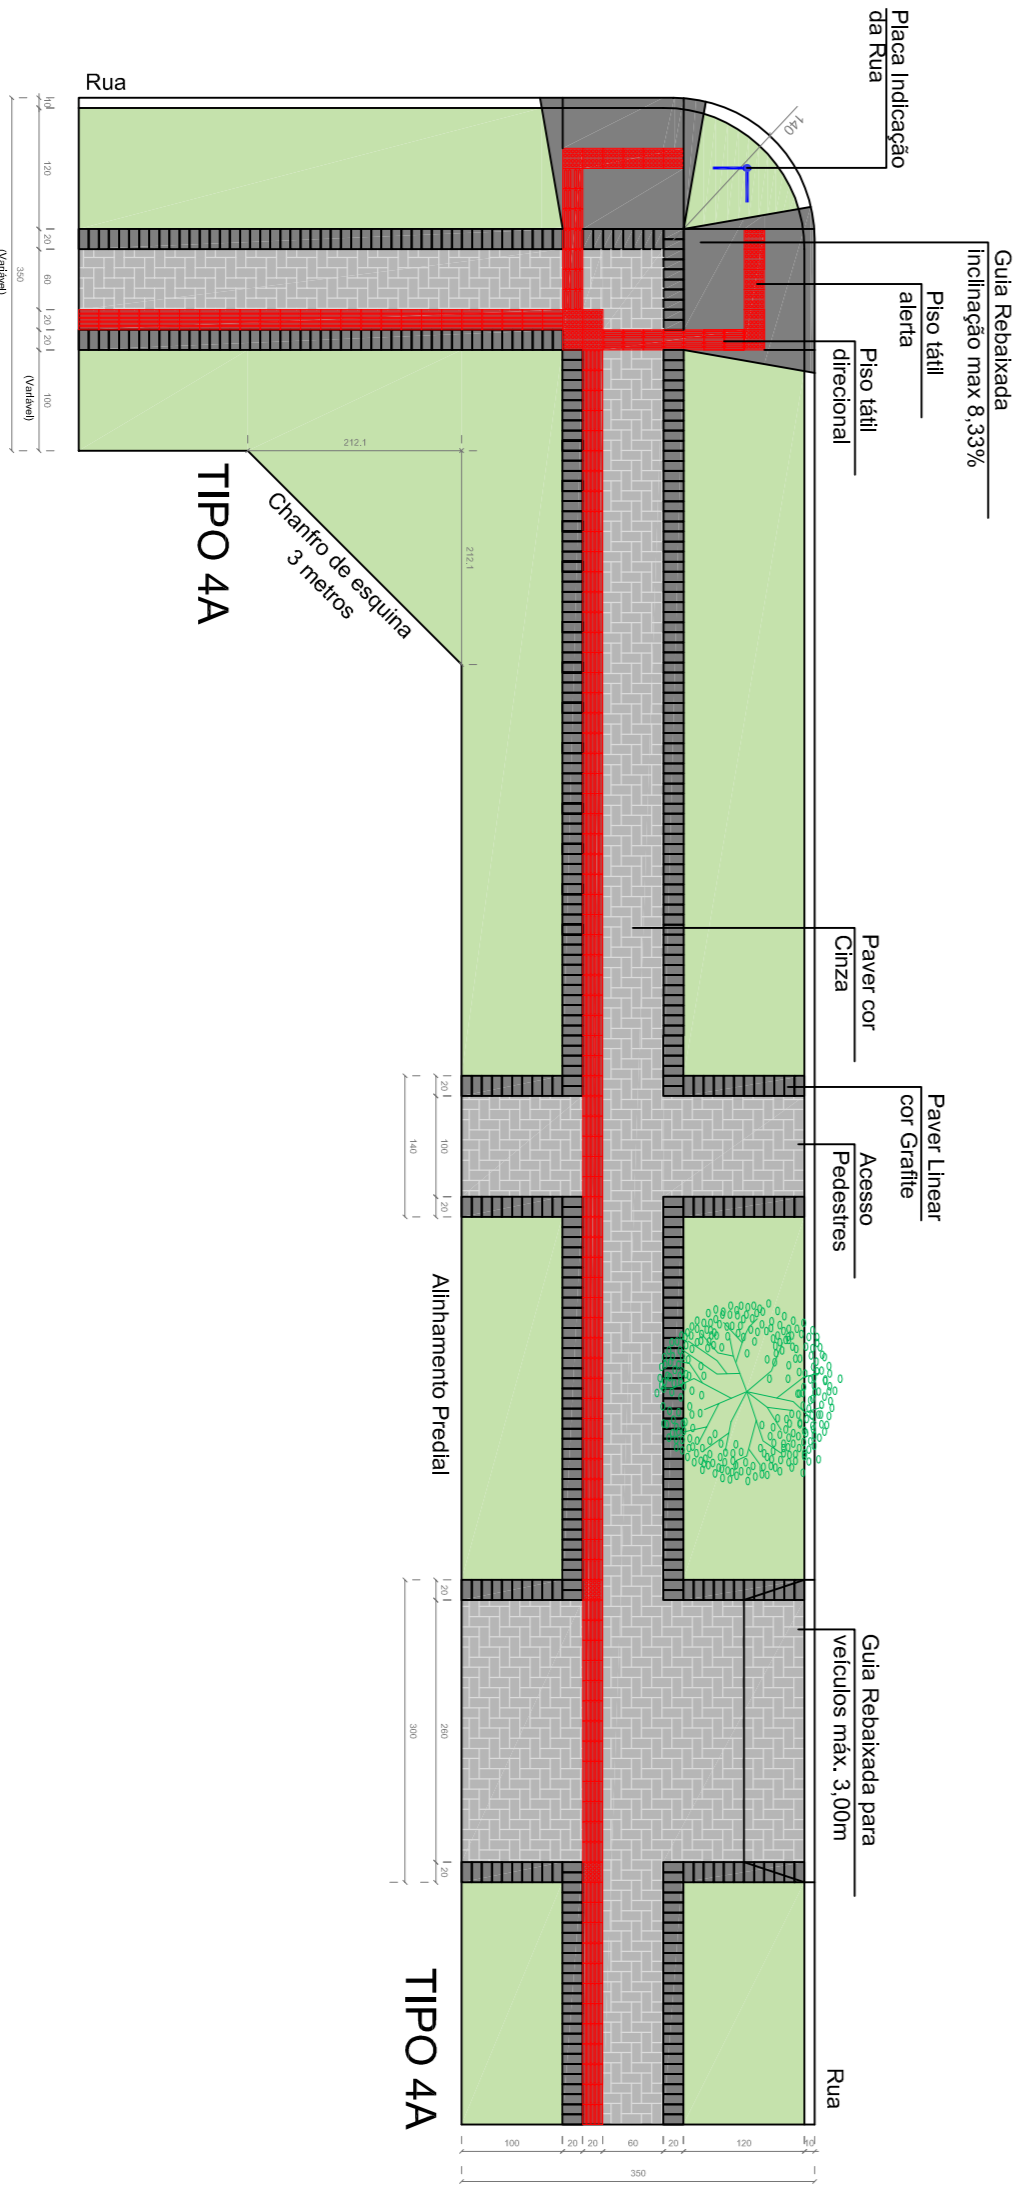 Rua
Placa Indicação
da Rua
140
Guia Rebaixada
inclinação max 8,33%
Piso tátil
alerta
Piso tátil
direcional
10
120
20
60
20
20
100
350
(Variável)
(Variável)
212.1
212.1
Chanfro de esquina
3 metros
TIPO 4A
Paver cor
Cinza
Paver Linear
cor Grafite
Acesso
Pedestres
20
100
20
140
Alinhamento Predial
Guia Rebaixada para
veículos máx. 3,00m
20
260
20
300
TIPO 4A
Rua
100
20
20
60
20
120
10
350